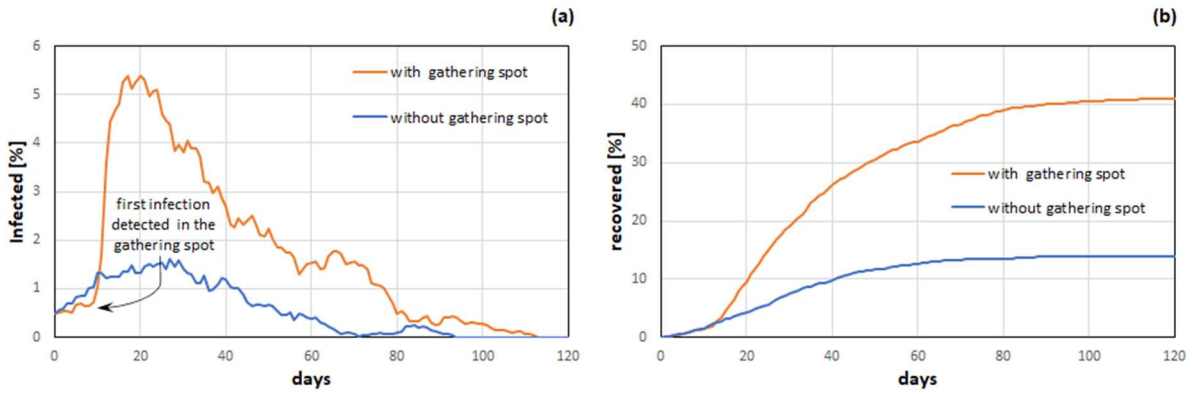 (a)
6
5
4
3
2
1
0
Infected [%]
with gathering spot
without gathering spot
first infection
detected in the
gathering spot
0 20 40 60 80 100 120
days
(b)
50
40
30
20
10
0
recovered [%]
with gathering spot
without gathering spot
0 20 40 60 80 100 120
days